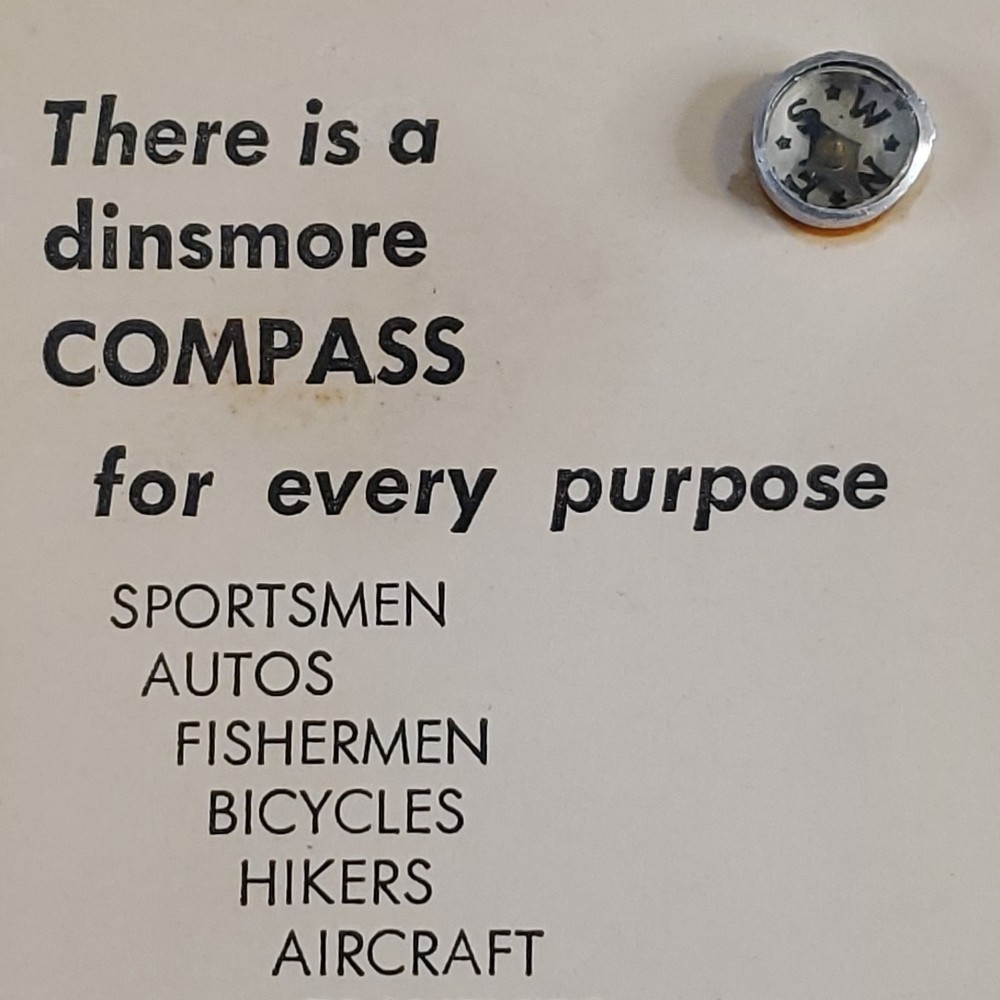 There is a
dinsmore
COMPASS
for every purpose
SPORTSMEN
AUTOS
FISHERMEN
BICYCLES
HIKERS
AIRCRAFT
S W
E N